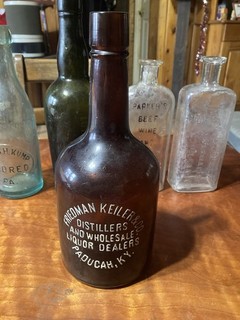 FRIEDMAN KEILER & CO.
DISTILLERS
AND WHOLESALE
LIQUOR DEALERS
PADUCAH, KY.
BEEF
WINE